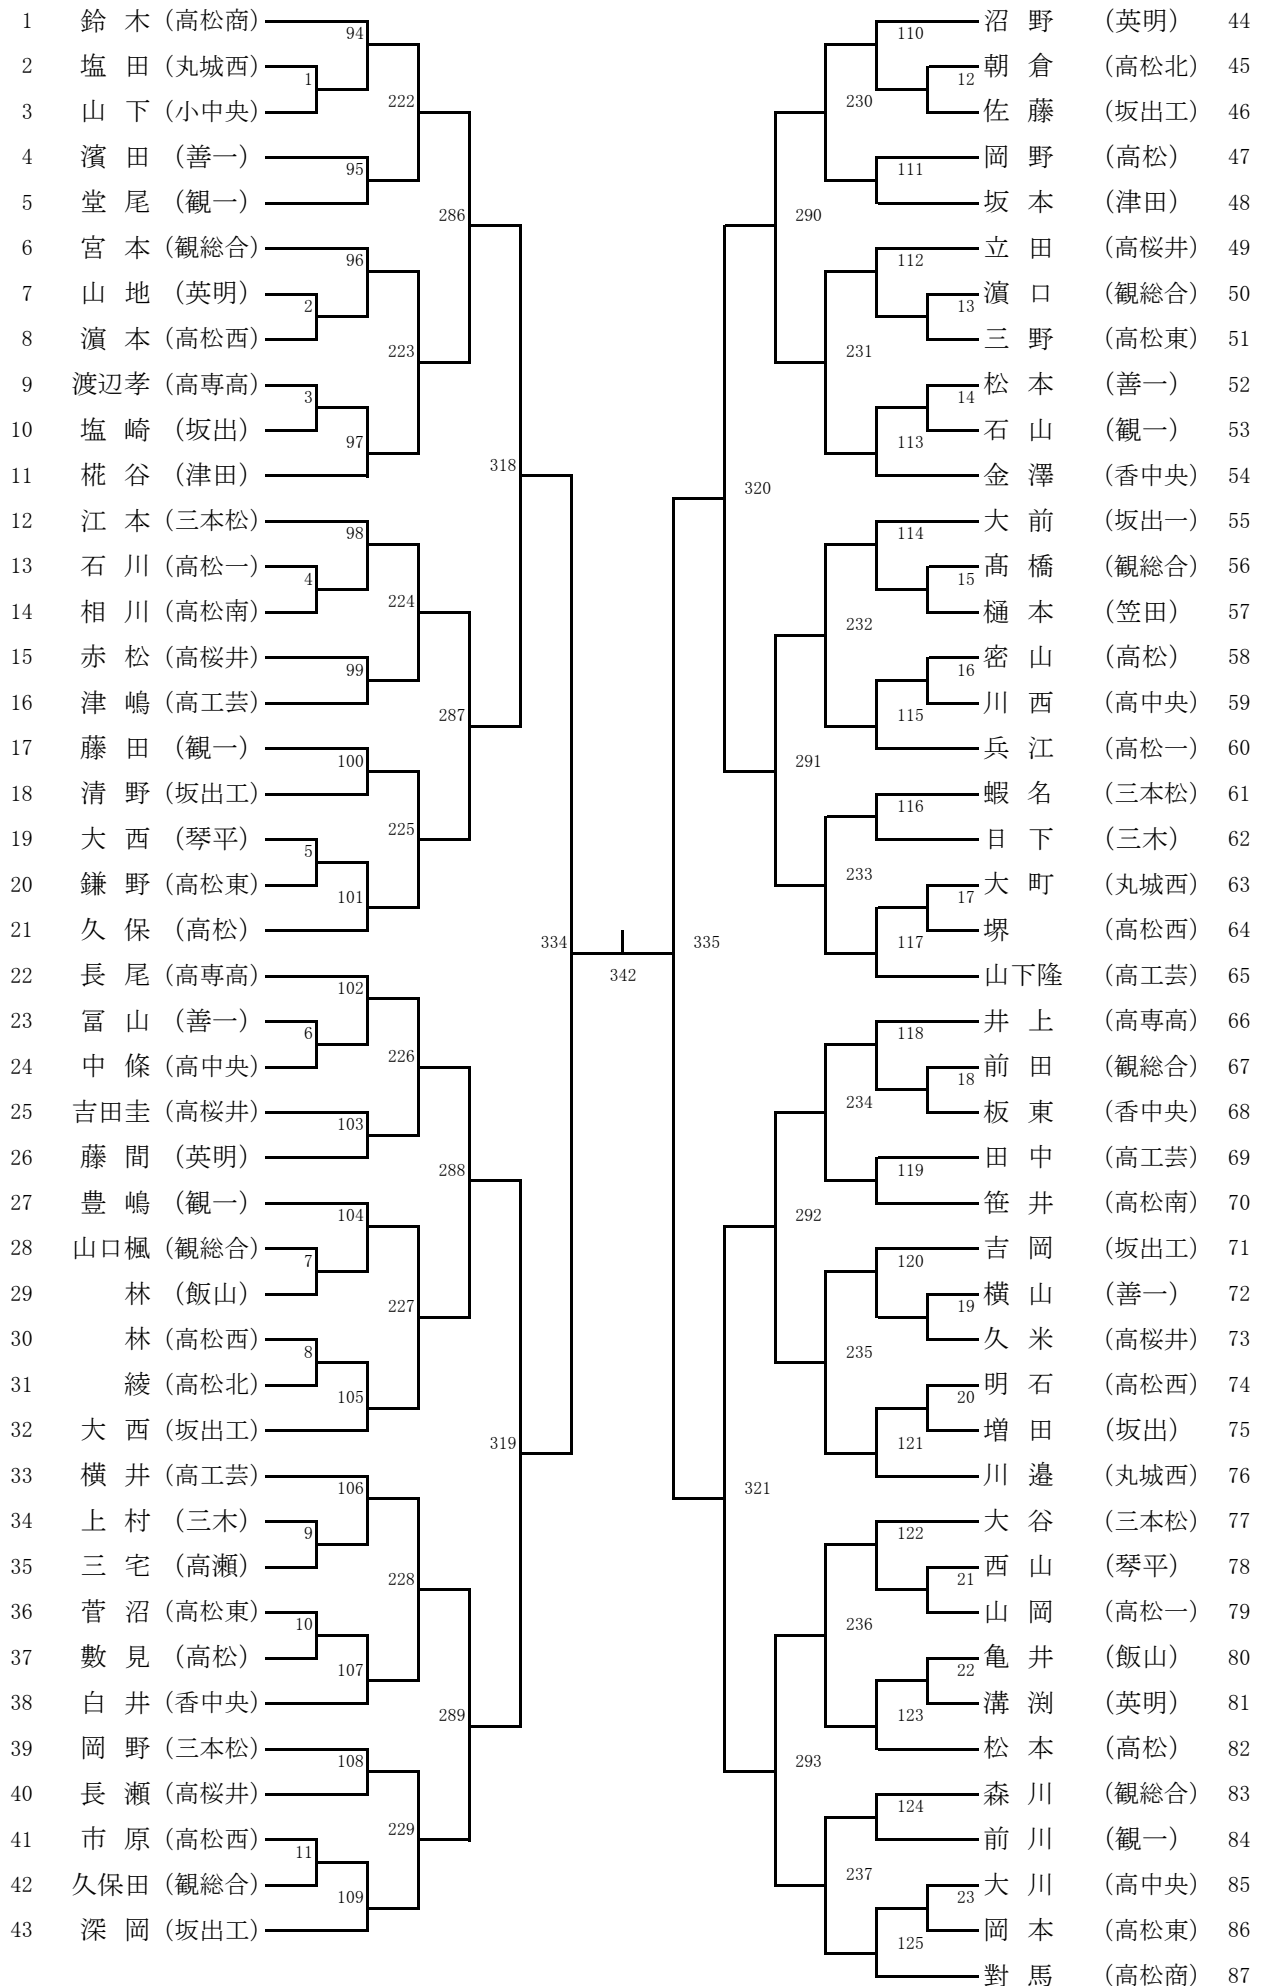 1 鈴木 (高松商)
94
2 塩田 (丸城西)
1
3 山下 (小中央)
222
4 濱田 (善一)
95
5 堂尾 (観一)
286
6 宮本 (観総合)
96
7 山地 (英明)
2
8 濵本 (高松西)
223
9 渡辺孝 (高専高)
3
10 塩崎 (坂出)
97
11 椛谷 (津田)
318
12 江本 (三本松)
98
13 石川 (高松一)
4
14 相川 (高松南)
224
15 赤松 (高桜井)
99
16 津嶋 (高工芸)
287
17 藤田 (観一)
100
18 清野 (坂出工)
225
19 大西 (琴平)
5
20 鎌野 (高松東)
101
21 久保 (高松)
334
22 長尾 (高専高)
102
23 冨山 (善一)
6
24 中條 (高中央)
226
25 吉田圭 (高桜井)
103
26 藤間 (英明)
288
27 豊嶋 (観一)
104
28 山口楓 (観総合)
7
29 林 (飯山)
227
30 林 (高松西)
8
31 綾 (高松北)
105
32 大西 (坂出工)
319
33 横井 (高工芸)
106
34 上村 (三木)
9
35 三宅 (高瀬)
228
36 菅沼 (高松東)
10
37 數見 (高松)
107
38 白井 (香中央)
289
39 岡野 (三本松)
108
40 長瀬 (高桜井)
229
41 市原 (高松西)
11
42 久保田 (観総合)
109
43 深岡 (坂出工)
342
沼野 (英明) 44
110
朝倉 (高松北) 45
12
佐藤 (坂出工) 46
230
岡野 (高松) 47
111
坂本 (津田) 48
290
立田 (高桜井) 49
112
濵口 (観総合) 50
13
三野 (高松東) 51
231
松本 (善一) 52
14
石山 (観一) 53
113
金澤 (香中央) 54
320
大前 (坂出一) 55
114
髙橋 (観総合) 56
15
樋本 (笠田) 57
232
密山 (高松) 58
16
川西 (高中央) 59
115
兵江 (高松一) 60
291
蝦名 (三本松) 61
116
日下 (三木) 62
233
大町 (丸城西) 63
17
堺 (高松西) 64
117
335
山下隆 (高工芸) 65
井上 (高専高) 66
118
前田 (観総合) 67
18
板東 (香中央) 68
234
田中 (高工芸) 69
119
笹井 (高松南) 70
292
吉岡 (坂出工) 71
120
横山 (善一) 72
19
久米 (高桜井) 73
235
明石 (高松西) 74
20
増田 (坂出) 75
121
川邉 (丸城西) 76
321
大谷 (三本松) 77
122
西山 (琴平) 78
21
山岡 (高松一) 79
236
亀井 (飯山) 80
22
溝渕 (英明) 81
123
松本 (高松) 82
293
森川 (観総合) 83
124
前川 (観一) 84
237
大川 (高中央) 85
23
岡本 (高松東) 86
125
對馬 (高松商) 87